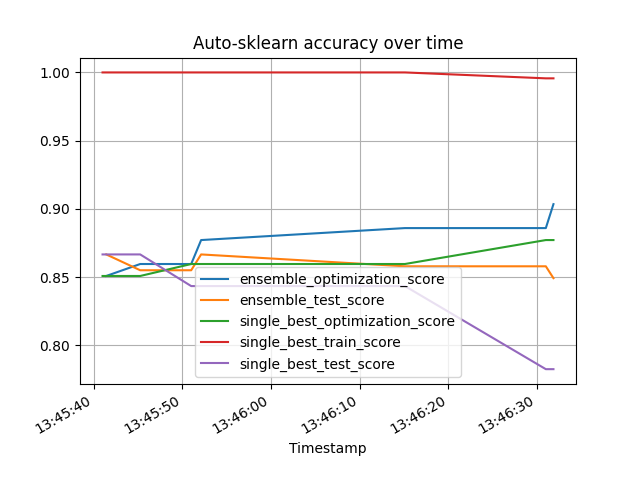 Auto-sklearn accuracy over time
1.00
0.95
0.90
0.85
0.80
ensemble_optimization_score
ensemble_test_score
single_best_optimization_score
single_best_train_score
single_best_test_score
13:45:40 13:45:50 13:46:00 13:46:10 13:46:20 13:46:30
Timestamp